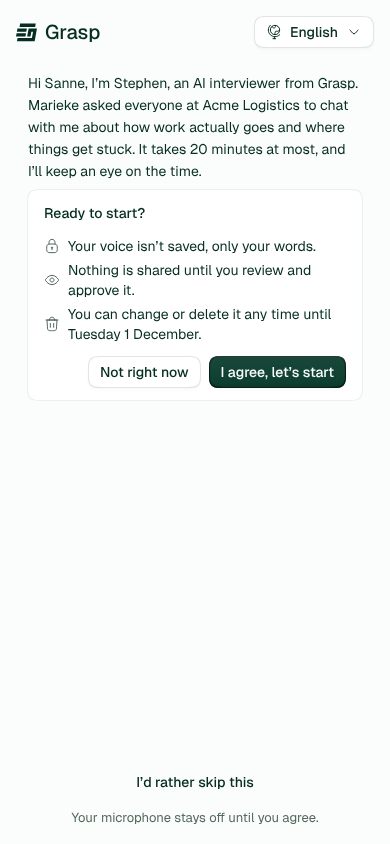 Grasp
English
Hi Sanne, I’m Stephen, an AI interviewer from Grasp.
Marieke asked everyone at Acme Logistics to chat
with me about how work actually goes and where
things get stuck. It takes 20 minutes at most, and
I’ll keep an eye on the time.
Ready to start?
Your voice isn’t saved, only your words.
Nothing is shared until you review and
approve it.
You can change or delete it any time until
Tuesday 1 December.
Not right now
I agree, let’s start
I’d rather skip this
Your microphone stays off until you agree.